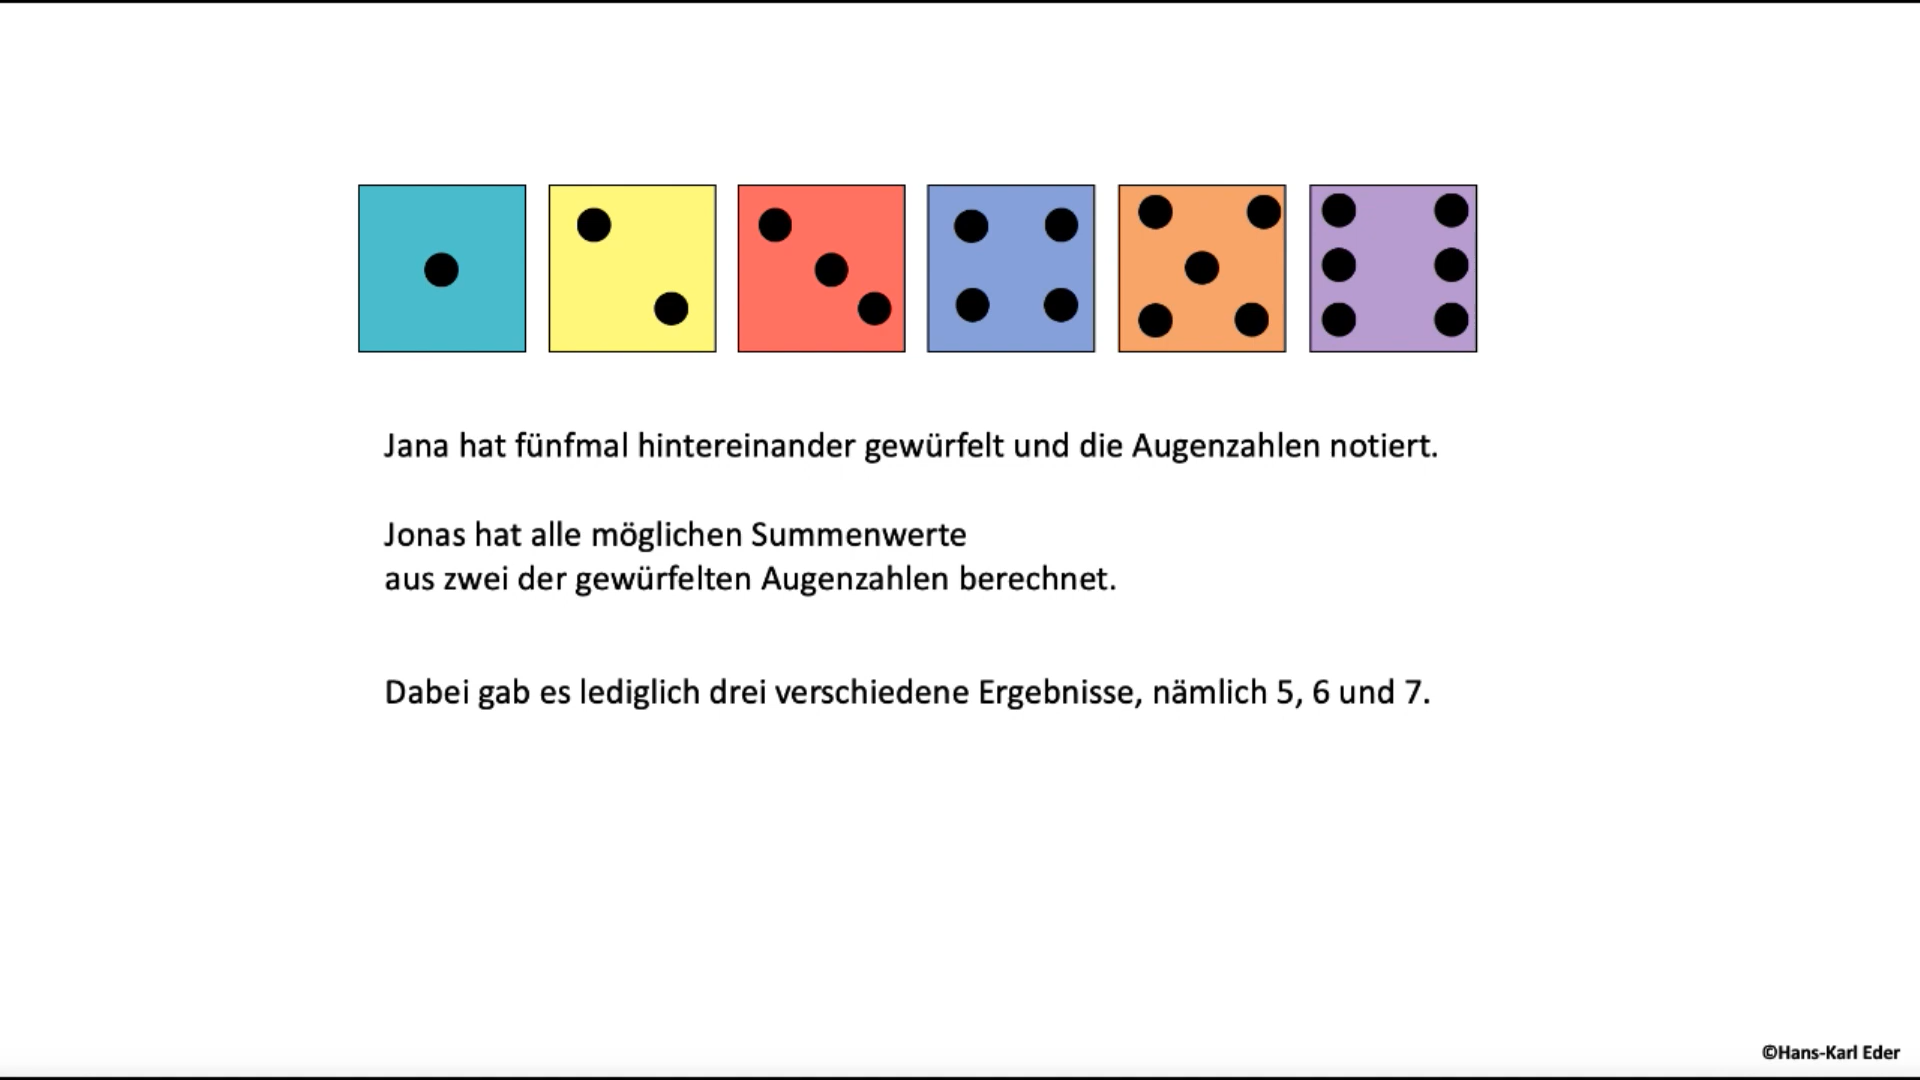 Jana hat fünfmal hintereinander gewürfelt und die Augenzahlen notiert.
Jonas hat alle möglichen Summenwerte
aus zwei der gewürfelten Augenzahlen berechnet.
Dabei gab es lediglich drei verschiedene Ergebnisse, nämlich 5, 6 und 7.
©Hans-Karl Eder